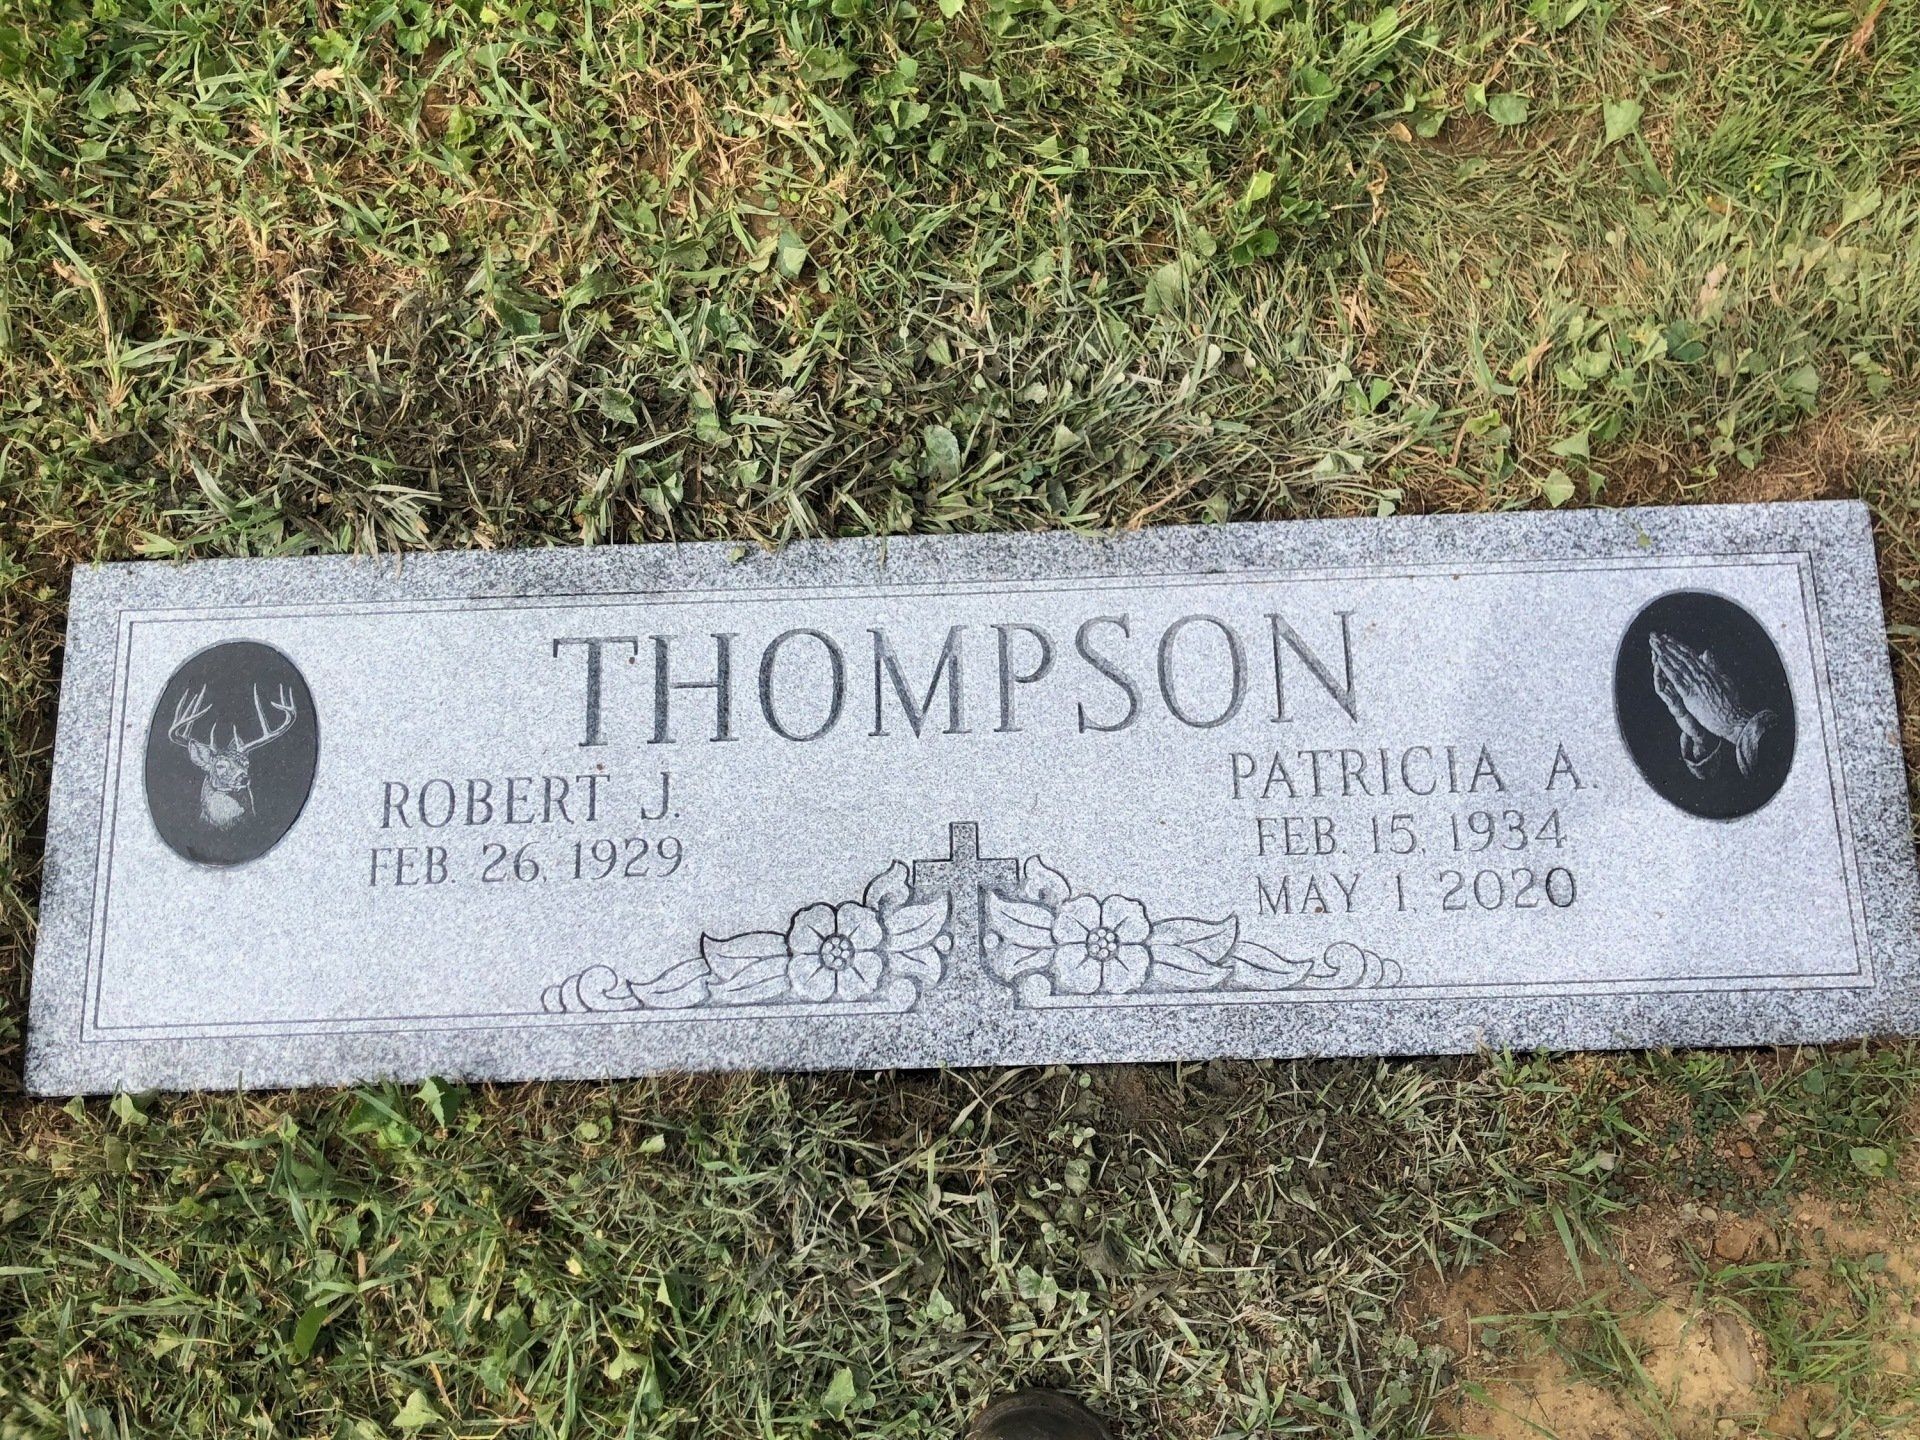 THOMPSON
ROBERT J.
FEB. 26, 1929
PATRICIA A.
FEB. 15, 1934
MAY 1, 2020